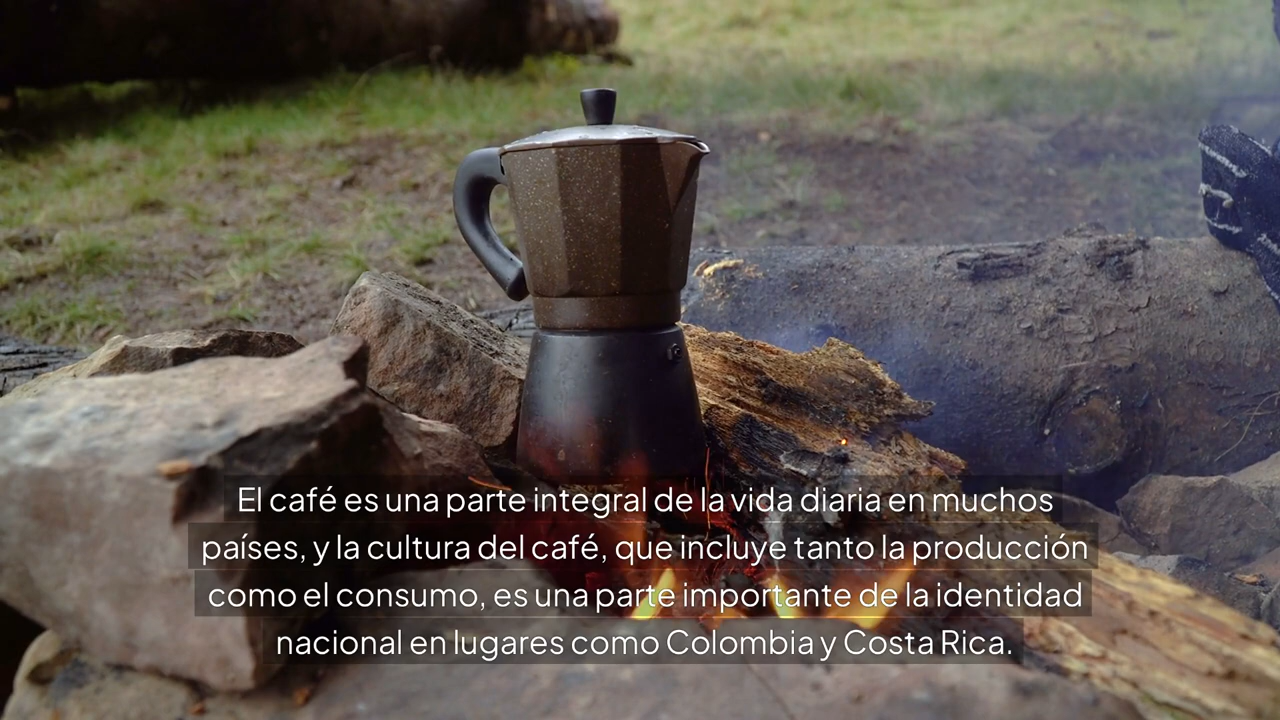 El café es una parte integral de la vida diaria en muchos
países, y la cultura del café, que incluye tanto la producción
como el consumo, es una parte importante de la identidad
nacional en lugares como Colombia y Costa Rica.